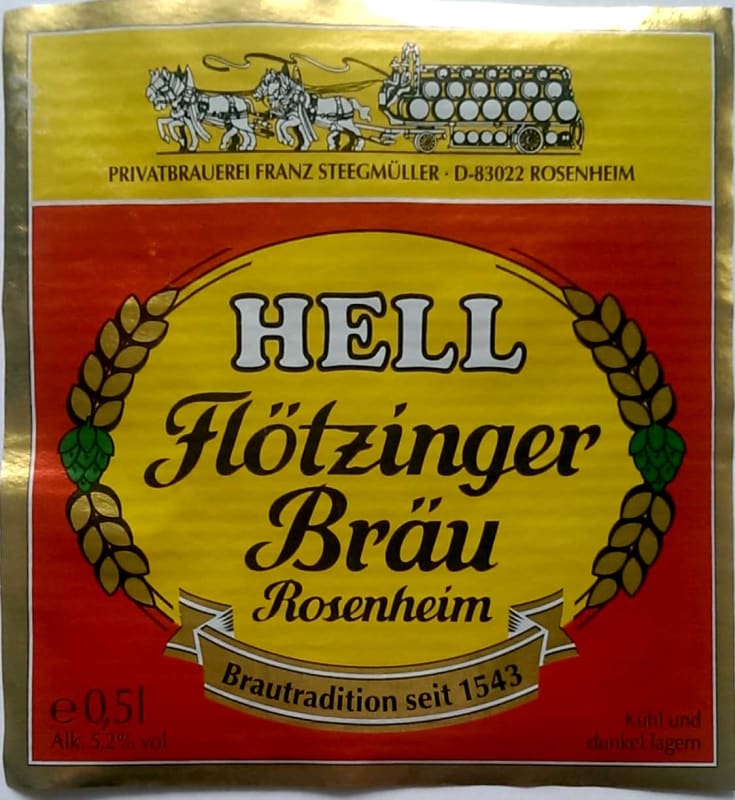 PRIVATBRAUEREI FRANZ STEEGMÜLLER · D-83022 ROSENHEIM
HELL
Flötzinger
Bräu
Rosenheim
Brautradition seit 1543
e 0,5l
Alk. 5,2% vol
Kühl und
dunkel lagern